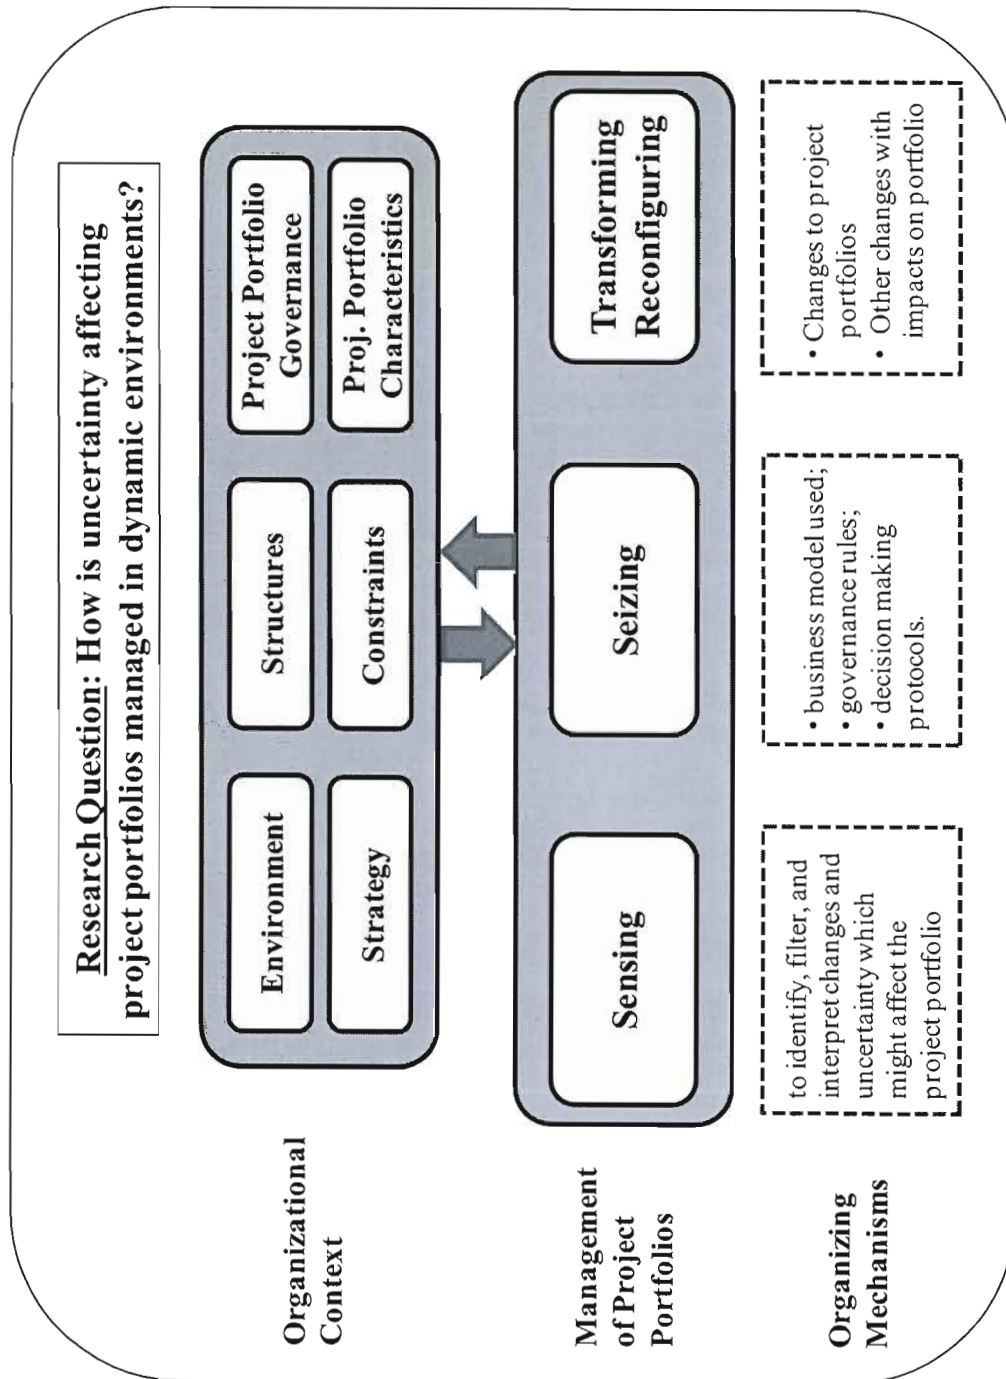 Research Question: How is uncertainty affecting
project portfolios managed in dynamic environments?
Organizational
Context
Environment
Structures
Project Portfolio
Governance
Strategy
Constraints
Proj. Portfolio
Characteristics
Management
of Project
Portfolios
Sensing
Seizing
Transforming
Reconfiguring
Organizing
Mechanisms
to identify, filter, and
interpret changes and
uncertainty which
might affect the
project portfolio
• business model used;
• governance rules;
• decision making
protocols.
• Changes to project
portfolios
• Other changes with
impacts on portfolio